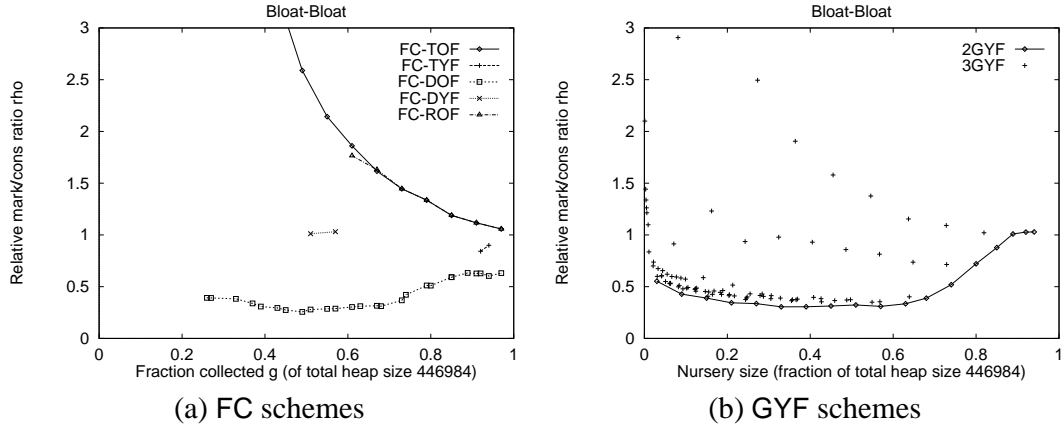 Bloat-Bloat
Relative mark/cons ratio rho
3
2.5
2
1.5
1
0.5
0
FC-TOF
FC-TYF
FC-DOF
FC-DYF
FC-ROF
0 0.2 0.4 0.6 0.8 1
Fraction collected g (of total heap size 446984)
(a) FC schemes
Bloat-Bloat
Relative mark/cons ratio rho
3
2.5
2
1.5
1
0.5
0
2GYF
3GYF
0 0.2 0.4 0.6 0.8 1
Nursery size (fraction of total heap size 446984)
(b) GYF schemes